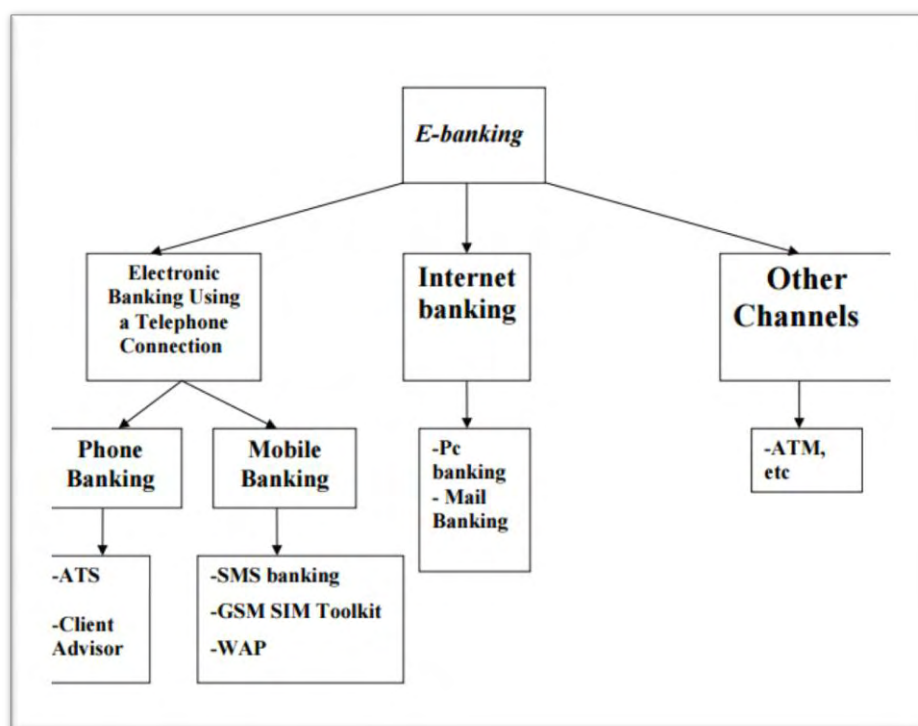 E-banking
Electronic
Banking Using
a Telephone
Connection
Internet
banking
Other
Channels
Phone
Banking
Mobile
Banking
-Pc
banking
- Mail
Banking
-ATM,
etc
-ATS
-Client
Advisor
-SMS banking
-GSM SIM Toolkit
-WAP